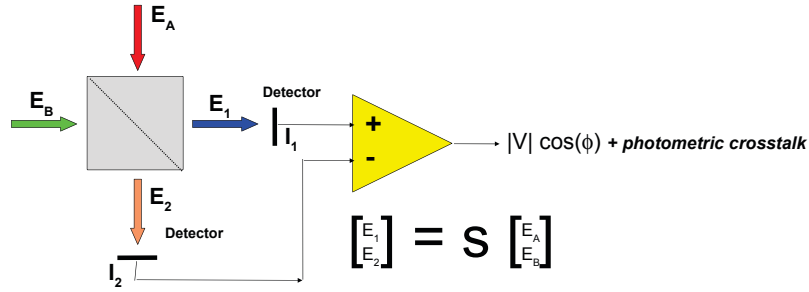 E_A
E_B
E_1
Detector
I_1
+
-
|V| cos(ϕ) + photometric crosstalk
E_2
Detector
I_2
[E_1 E_2] = S [E_A E_B]